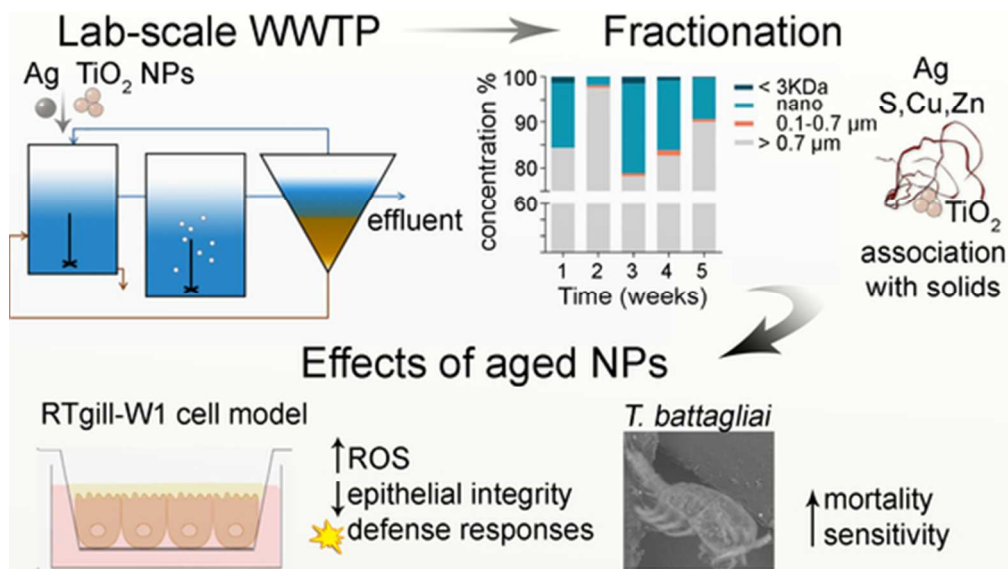 Lab-scale WWTP
Fractionation
Ag TiO₂ NPs
effluent
concentration %
100
90
80
60
1 2 3 4 5
Time (weeks)
< 3KDa
nano
0.1-0.7 µm
> 0.7 µm
Ag
S,Cu,Zn
TiO₂
association
with solids
Effects of aged NPs
RTgill-W1 cell model
ROS
epithelial integrity
defense responses
T. battagliai
mortality
sensitivity